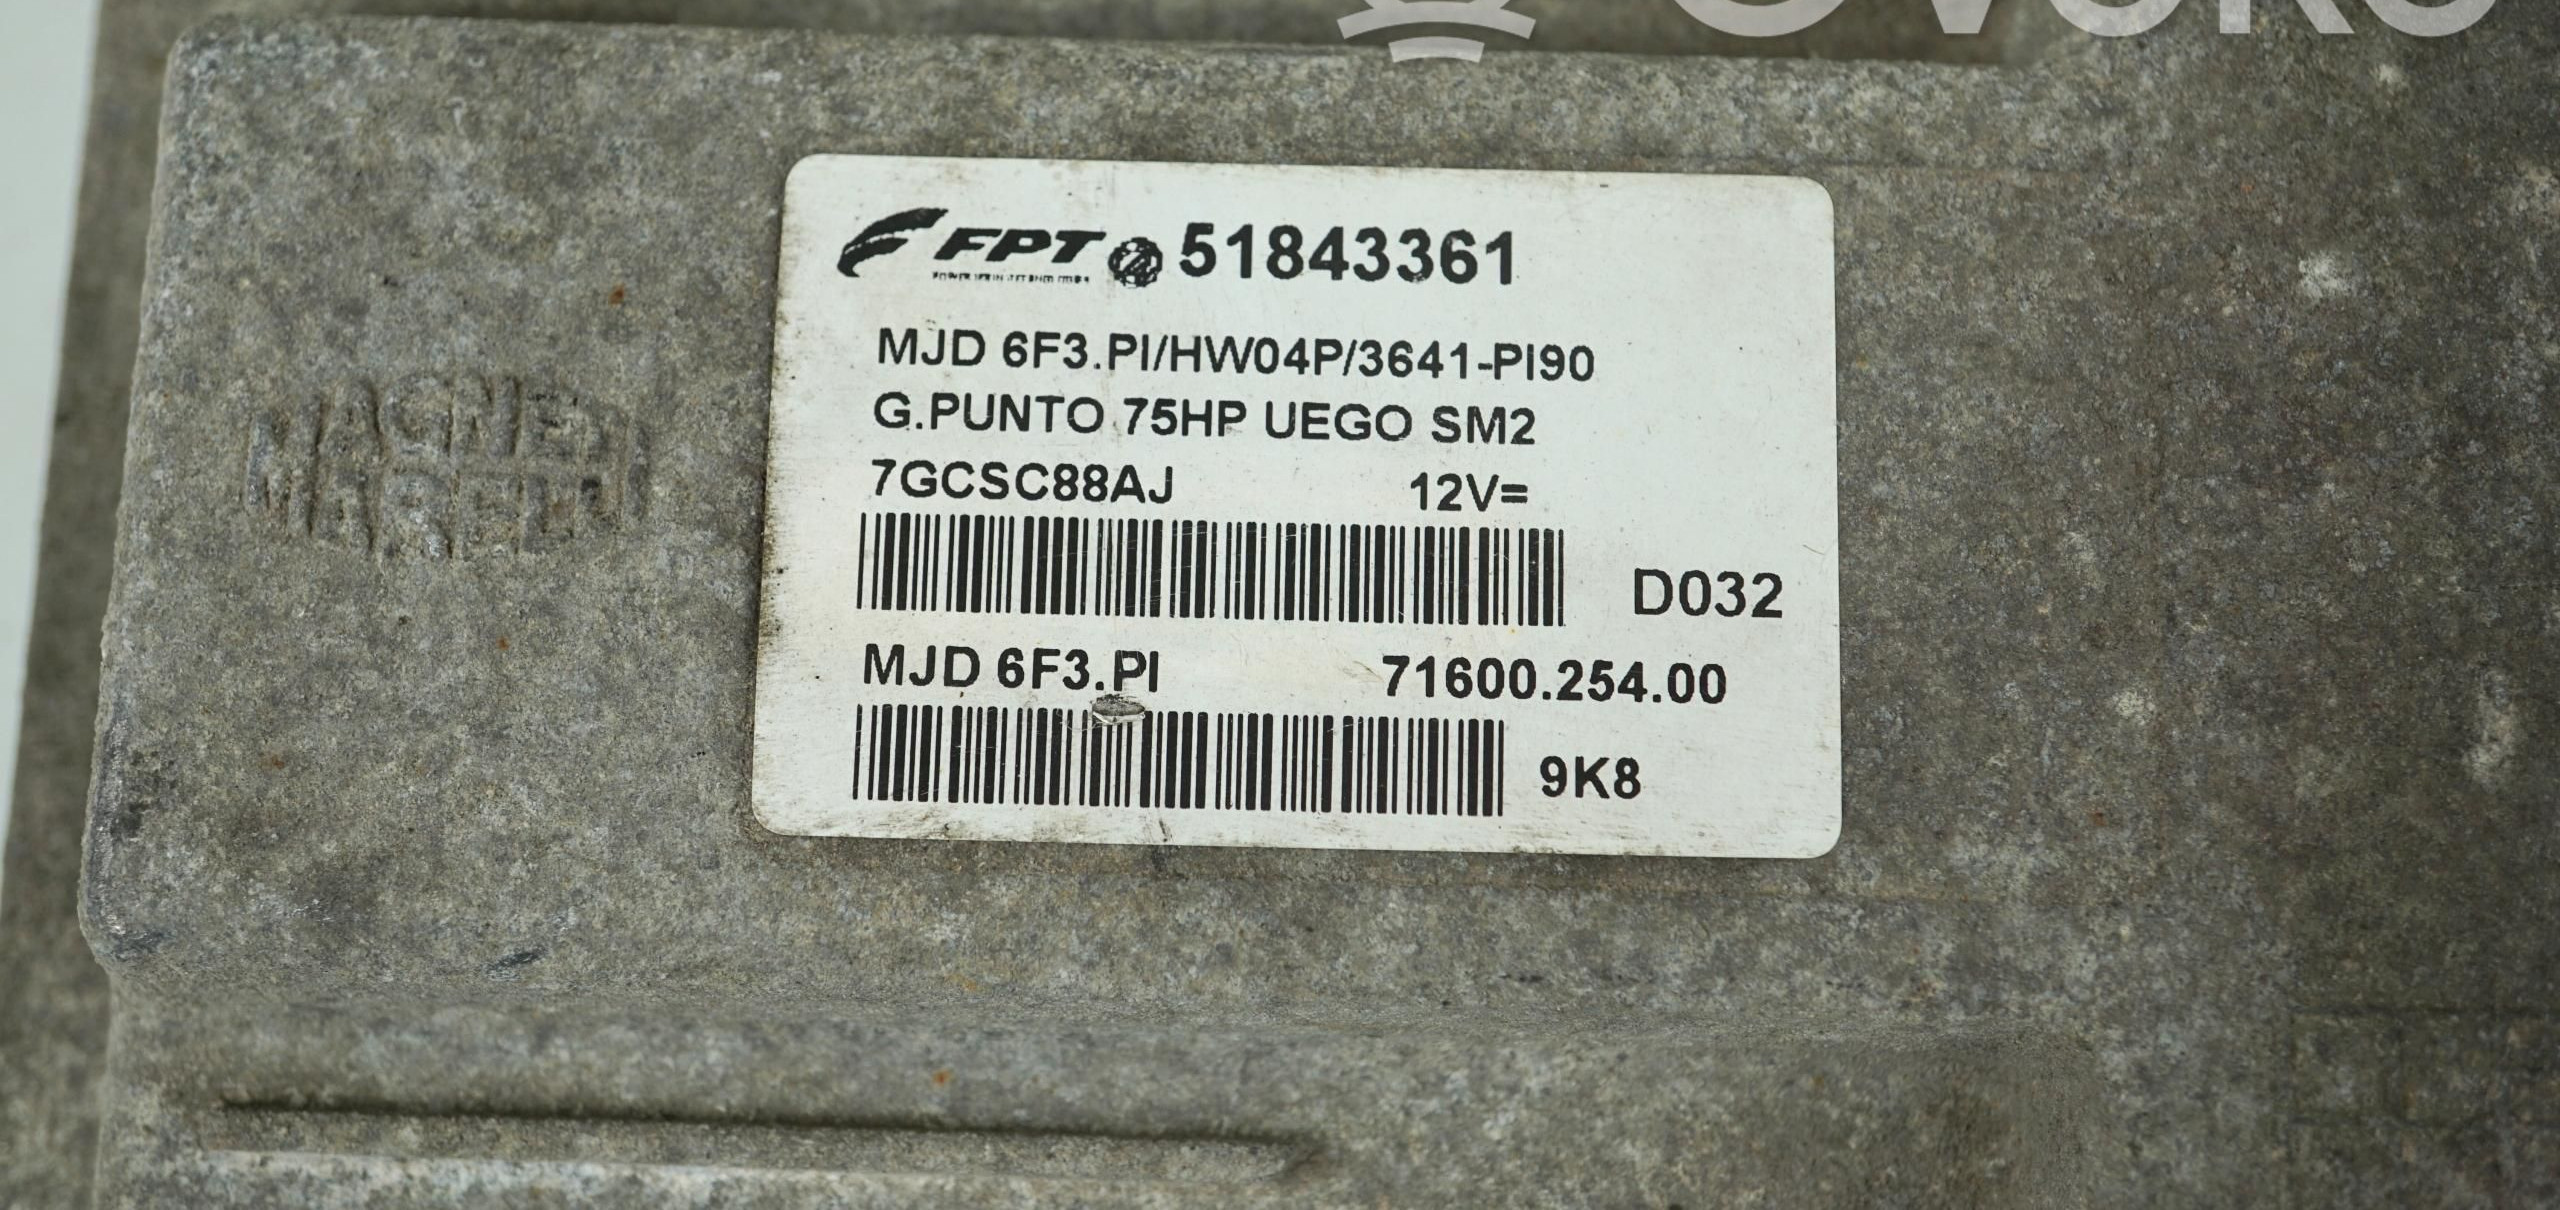 FPT 51843361
MJD 6F3.PI/HW04P/3641-PI90
G.PUNTO 75HP UEGO SM2
7GCSC88AJ 12V=
D032
MJD 6F3.PI 71600.254.00
9K8
MAGNETI
MARELLI